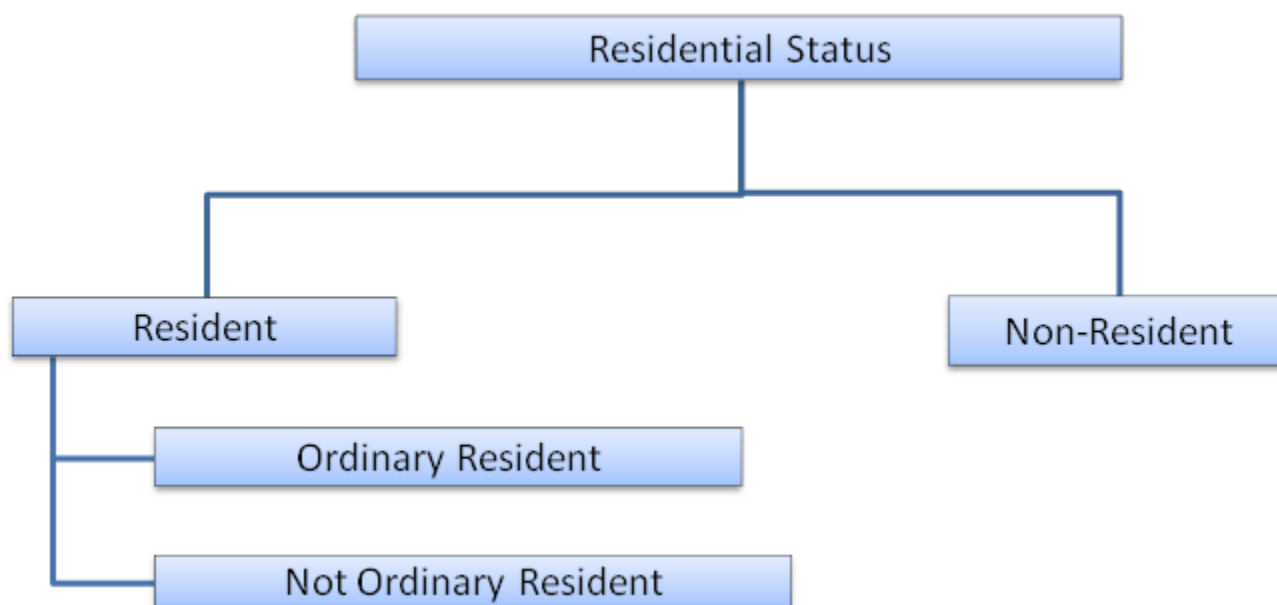 Residential Status
Resident
Non-Resident
Ordinary Resident
Not Ordinary Resident